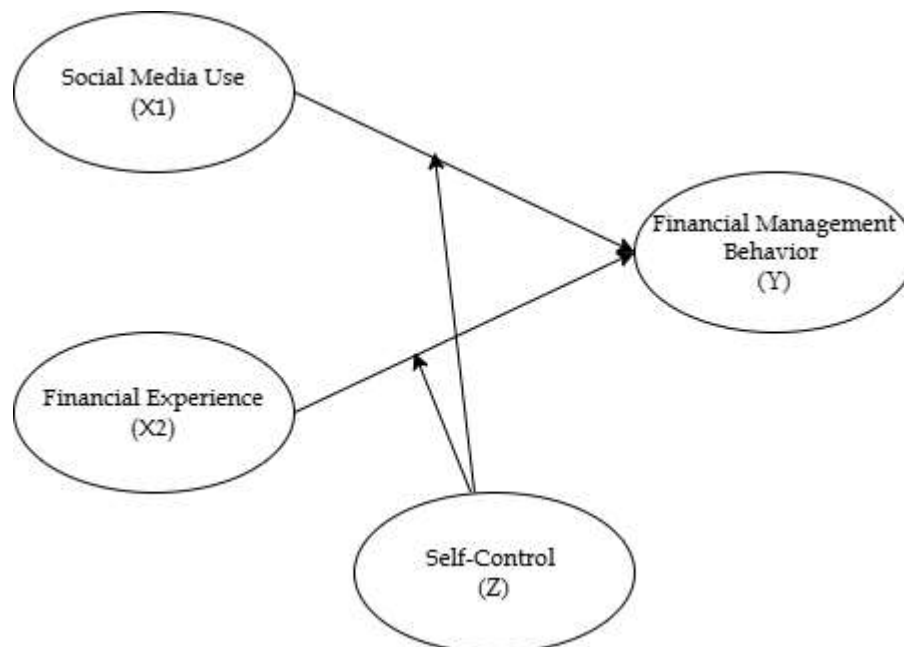 Social Media Use
(X1)
Financial Management
Behavior
(Y)
Financial Experience
(X2)
Self-Control
(Z)